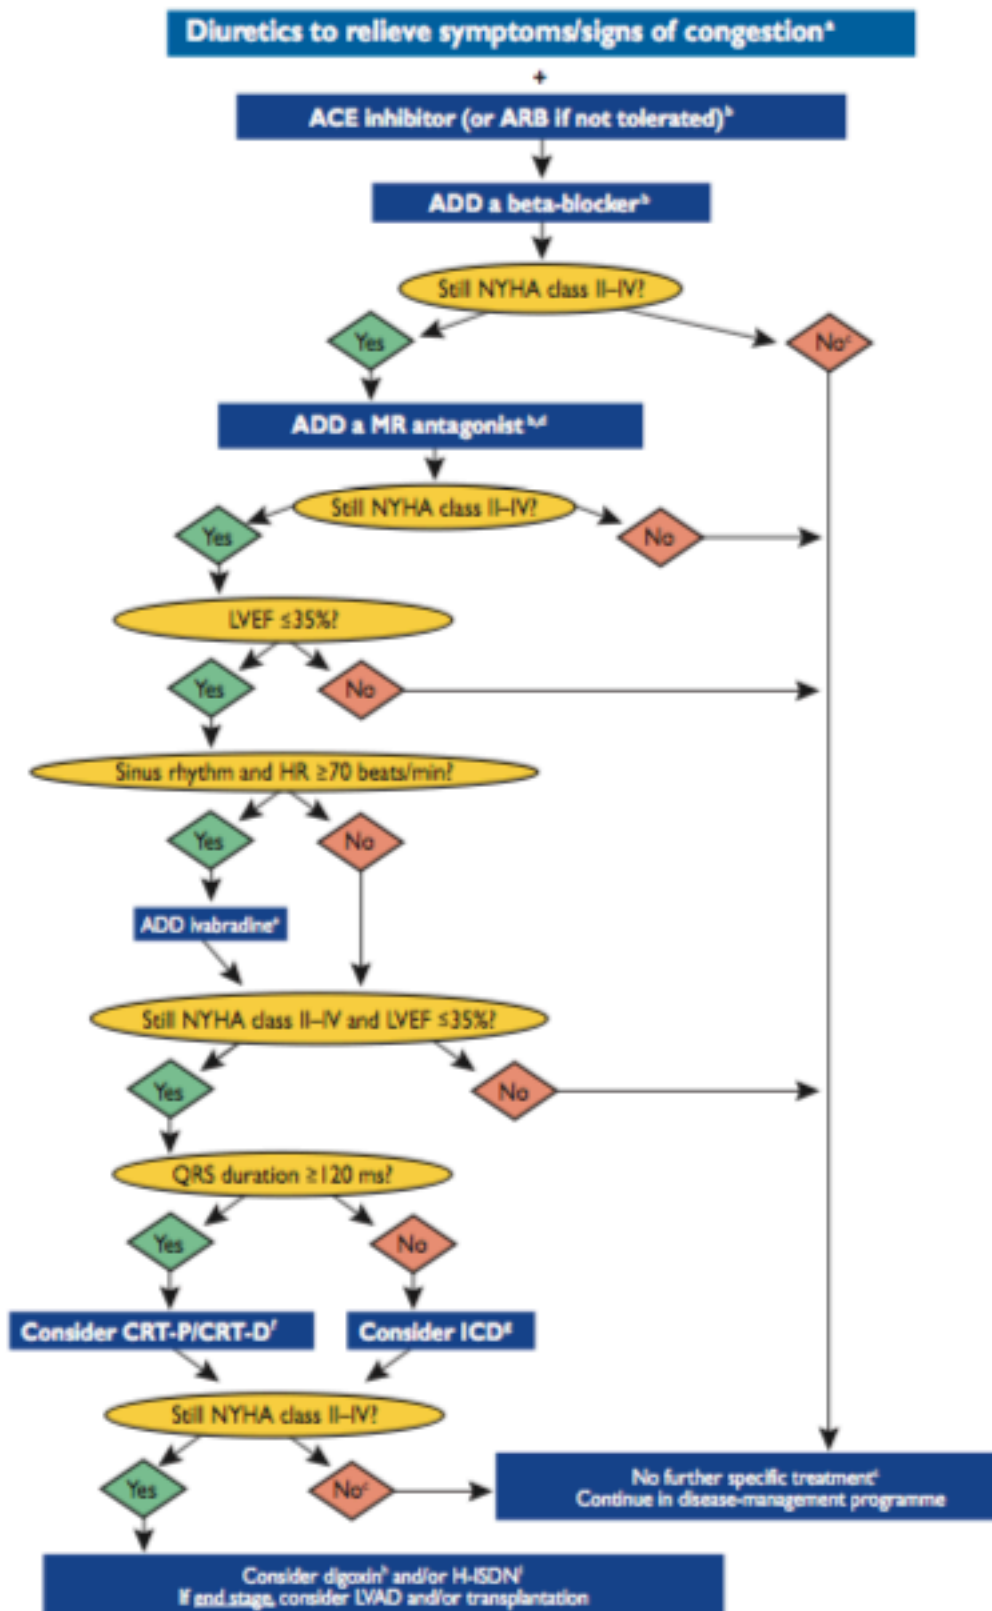 Diuretics to relieve symptoms/signs of congestionᵃ
+
ACE inhibitor (or ARB if not tolerated)ᵇ
ADD a beta-blockerᵇ
Still NYHA class II–IV?
Yes
Noᶜ
ADD a MR antagonistᵇ,ᵈ
Still NYHA class II–IV?
Yes
No
LVEF ≤35%?
Yes
No
Sinus rhythm and HR ≥70 beats/min?
Yes
No
ADD ivabradineᵉ
Still NYHA class II–IV and LVEF ≤35%?
Yes
No
QRS duration ≥120 ms?
Yes
No
Consider CRT-P/CRT-Dᶠ
Consider ICDᵍ
Still NYHA class II–IV?
Yes
Noᶜ
No further specific treatmentᶜ
Continue in disease-management programme
Consider digoxinʰ and/or H-ISDNⁱ
If end stage, consider LVAD and/or transplantation